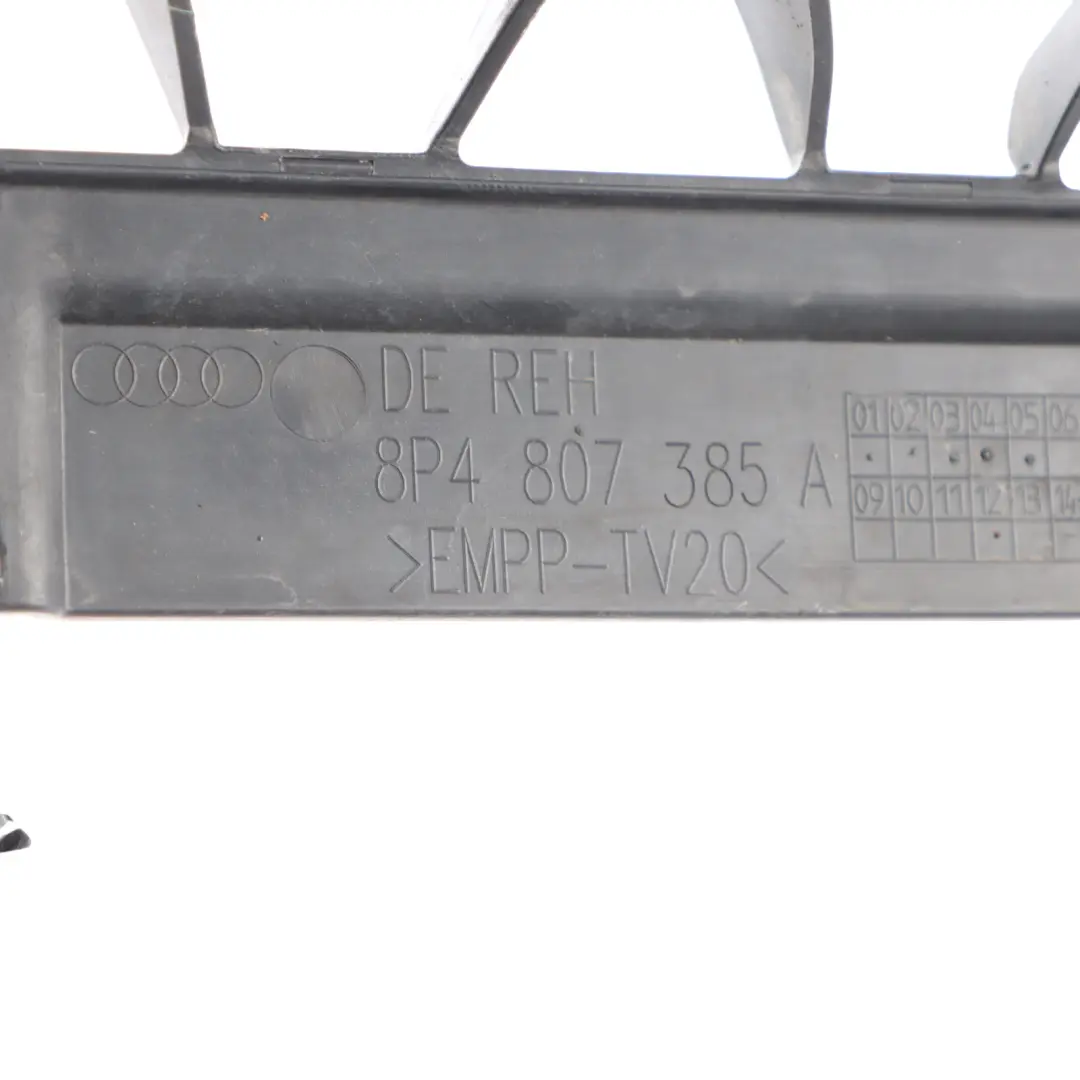 DE REH
8P4 807 385 A
>EMPP-TV20<
01 02 03 04 05 06
09 10 11 12 13 14